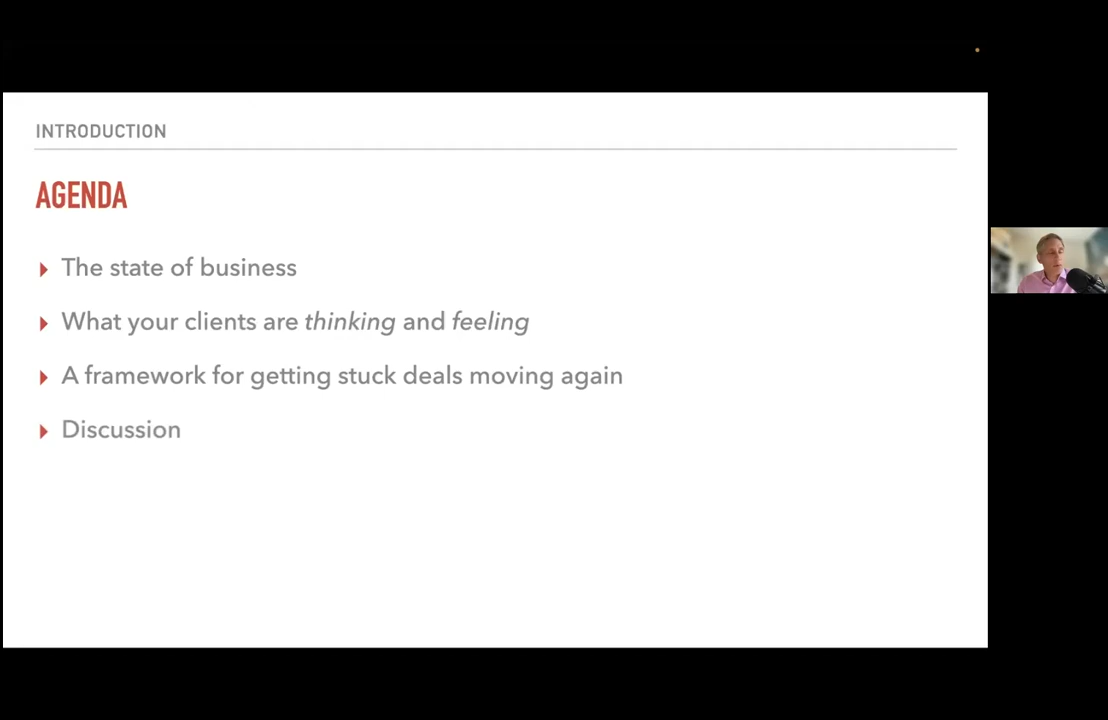 INTRODUCTION
AGENDA
The state of business
What your clients are thinking and feeling
A framework for getting stuck deals moving again
Discussion